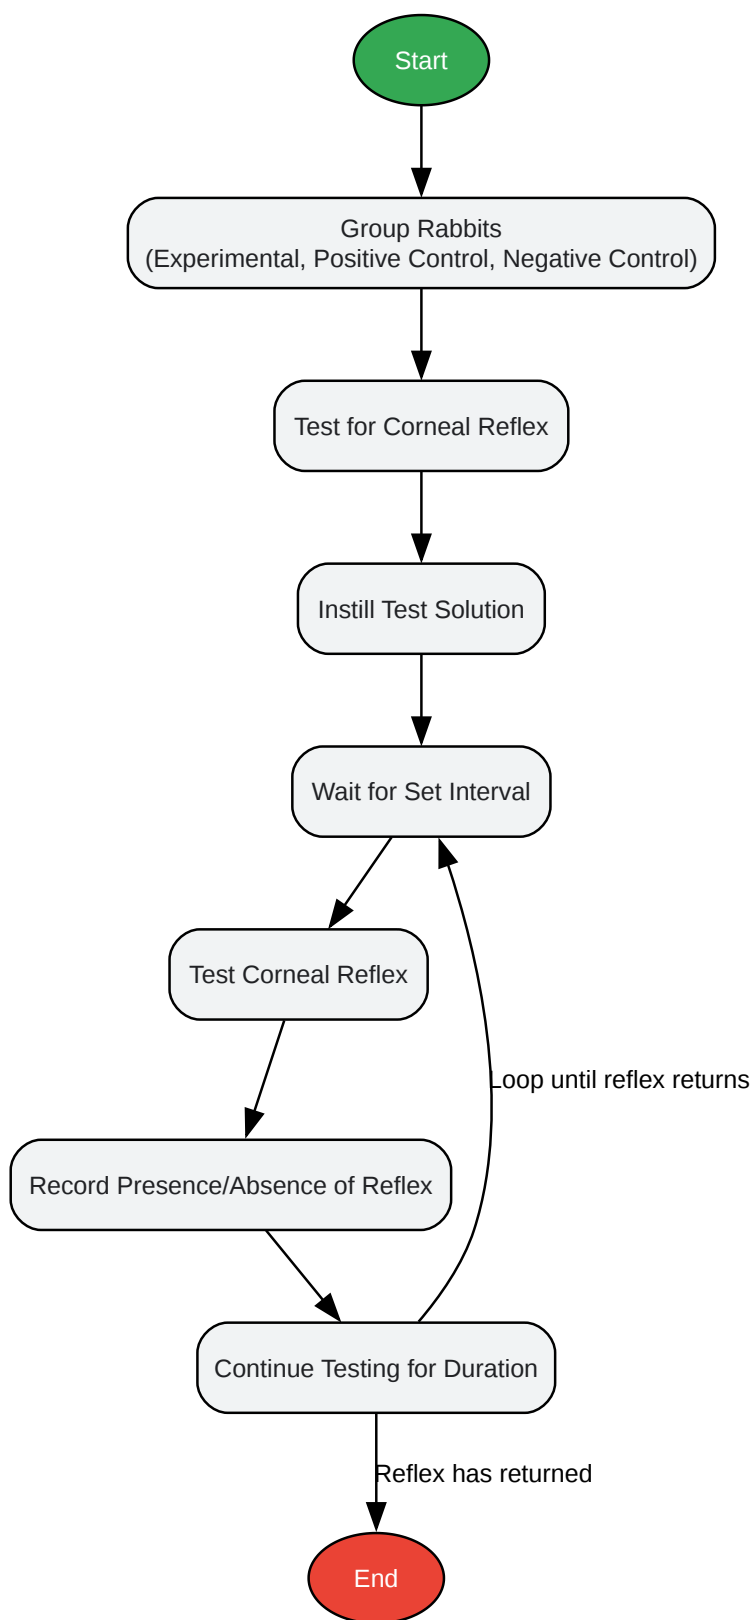 Start
Group Rabbits
(Experimental, Positive Control, Negative Control)
Test for Corneal Reflex
Instill Test Solution
Wait for Set Interval
Test Corneal Reflex
Loop until reflex returns
Record Presence/Absence of Reflex
Continue Testing for Duration
Reflex has returned
End